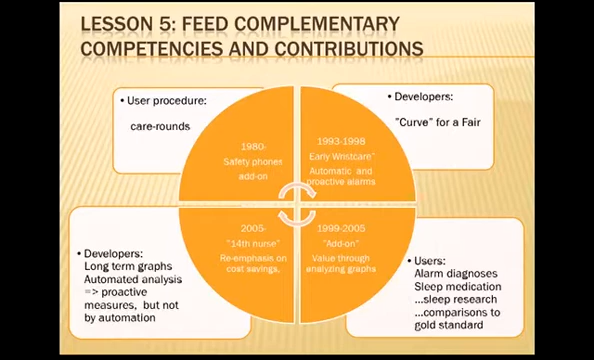 LESSON 5: FEED COMPLEMENTARY
COMPETENCIES AND CONTRIBUTIONS
• User procedure:
care-rounds
• Developers:
"Curve" for a Fair
1980-
Safety phones
add-on
1993-1998
Early Wristcare"
Automatic and
proactive alarms
2005-
"14th nurse"
Re-emphasis on
cost savings,
1999-2005
"Add-on"
Value through
analyzing graphs
• Developers:
Long term graphs
Automated analysis
=> proactive
measures, but not
by automation
• Users:
Alarm diagnoses
Sleep medication
...sleep research
...comparisons to
gold standard